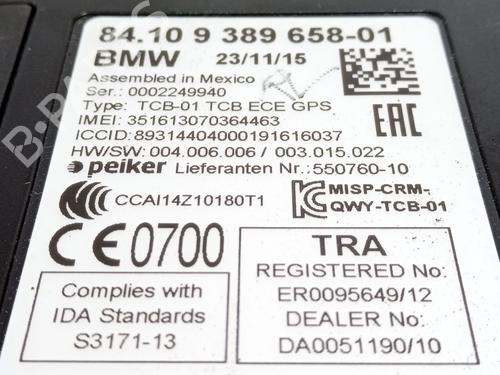 84.10 9 389 658-01
BMW 23/11/15
Assembled in Mexico
Ser.: 0002249940
Type: TCB-01 TCB ECE GPS
IMEI: 351613070364463
ICCID: 89314404000191616037
HW/SW: 004.006.006 / 003.015.022
peiker Lieferanten Nr.: 550760-10
CCAI14Z10180T1
MISP-CRM-
QWY-TCB-01
EAC
CE0700
Complies with
IDA Standards
S3171-13
TRA
REGISTERED No:
ER0095649/12
DEALER No:
DA0051190/10